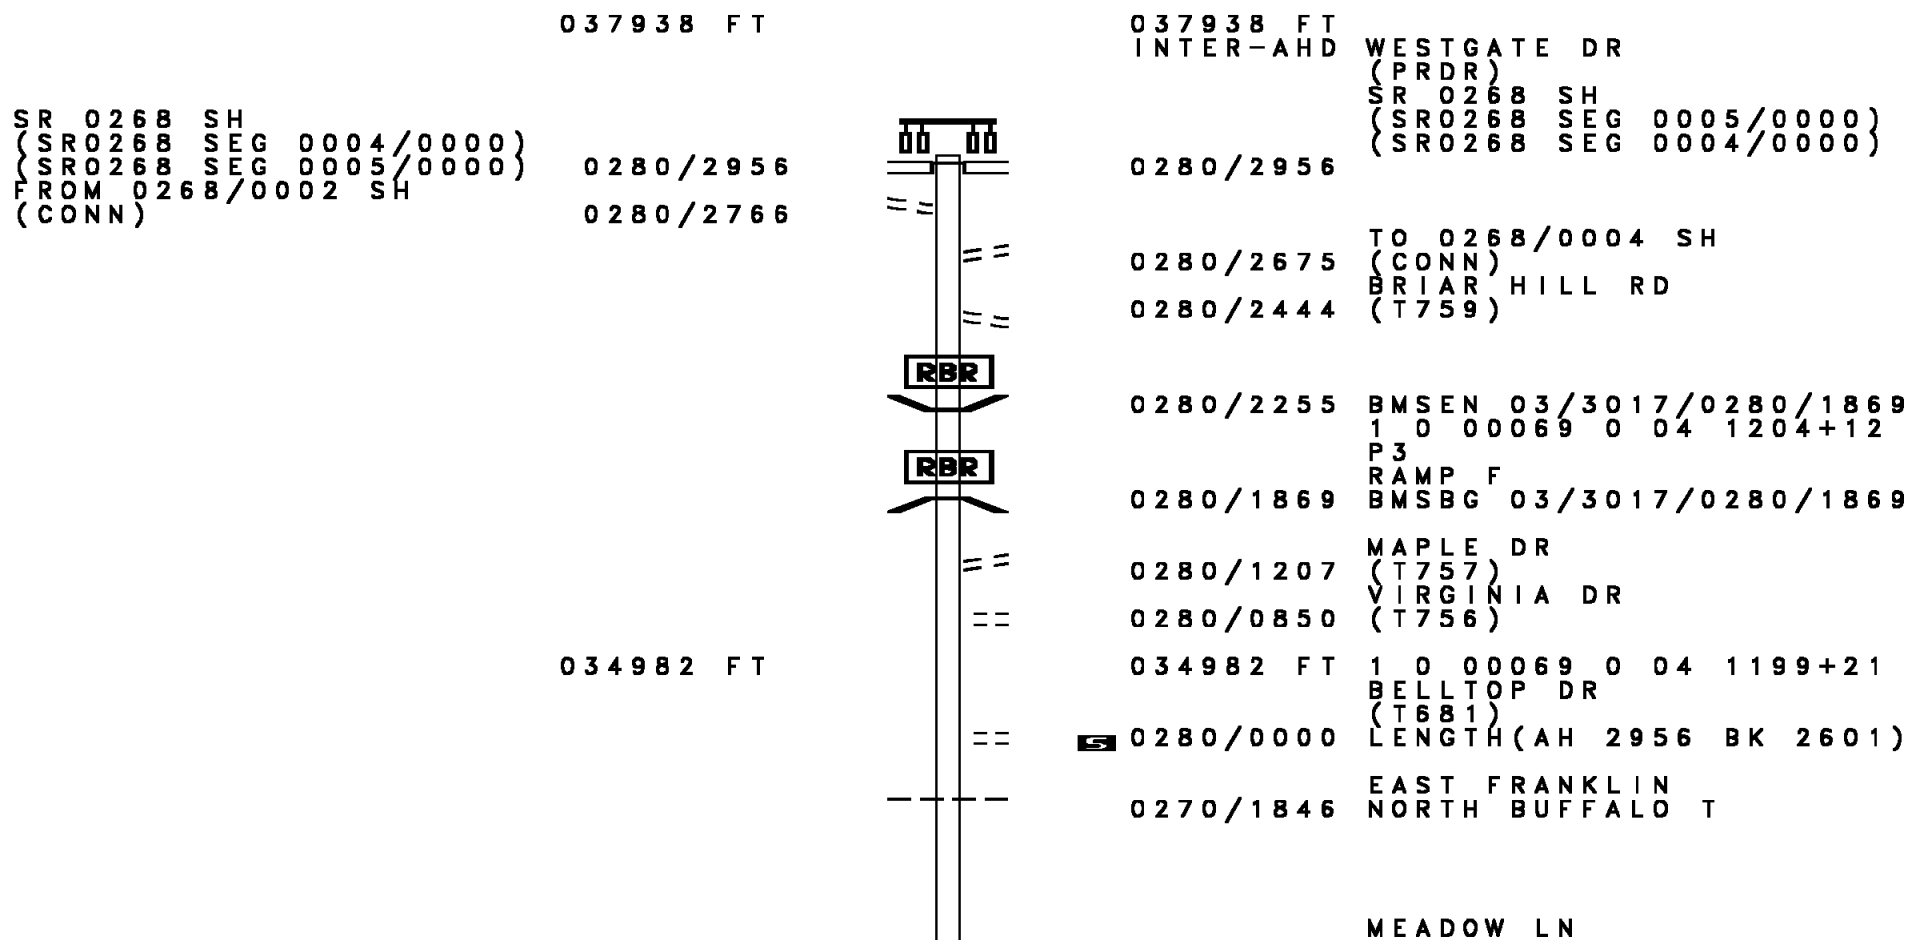 037938 FT 037938 FT
INTER-AHD WESTGATE DR
(PRDR)
SR 0268 SH
SR 0268 SH (SR0268 SEG 0005/0000)
(SR0268 SEG 0004/0000) (SR0268 SEG 0004/0000)
(SR0268 SEG 0005/0000) 0280/2956 0280/2956
FROM 0268/0002 SH
(CONN) 0280/2766
TO 0268/0004 SH
0280/2675 (CONN)
BRIAR HILL RD
0280/2444 (T759)
RBR
0280/2255 BMSEN 03/3017/0280/1869
1 0 00069 0 04 1204+12
P3
RBR
RAMP F
0280/1869 BMSBG 03/3017/0280/1869
MAPLE DR
0280/1207 (T757)
VIRGINIA DR
0280/0850 (T756)
034982 FT 034982 FT 1 0 00069 0 04 1199+21
BELLTOP DR
(T681)
S 0280/0000 LENGTH(AH 2956 BK 2601)
EAST FRANKLIN
0270/1846 NORTH BUFFALO T
MEADOW LN